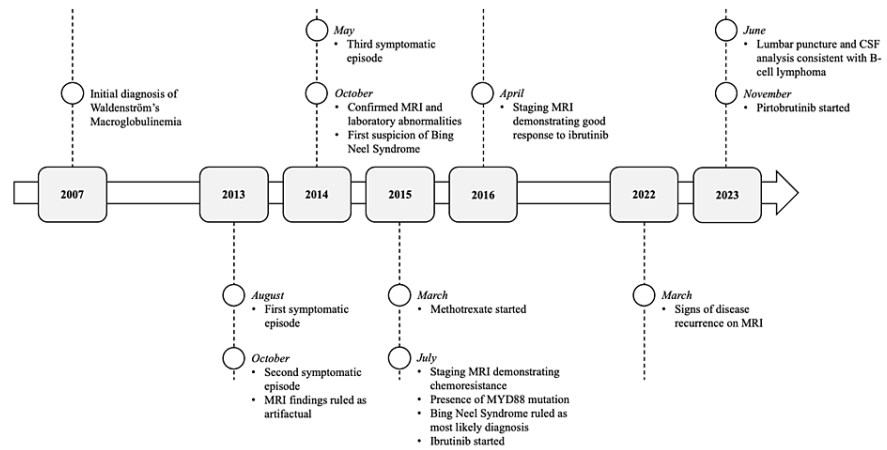 May
• Third symptomatic
episode
October
• Confirmed MRI and
laboratory abnormalities
• First suspicion of Bing
Neel Syndrome
Initial diagnosis of
Waldenström's
Macroglobulinemia
April
• Staging MRI
demonstrating good
response to ibrutinib
June
• Lumbar puncture and CSF
analysis consistent with B-
cell lymphoma
November
• Pirtobrutinib started
2007
2013
2014
2015
2016
2022
2023
August
• First symptomatic
episode
October
• Second symptomatic
episode
• MRI findings ruled as
artifactual
March
• Methotrexate started
July
• Staging MRI demonstrating
chemoresistance
• Presence of MYD88 mutation
• Bing Neel Syndrome ruled as
most likely diagnosis
• Ibrutinib started
March
• Signs of disease
recurrence on MRI